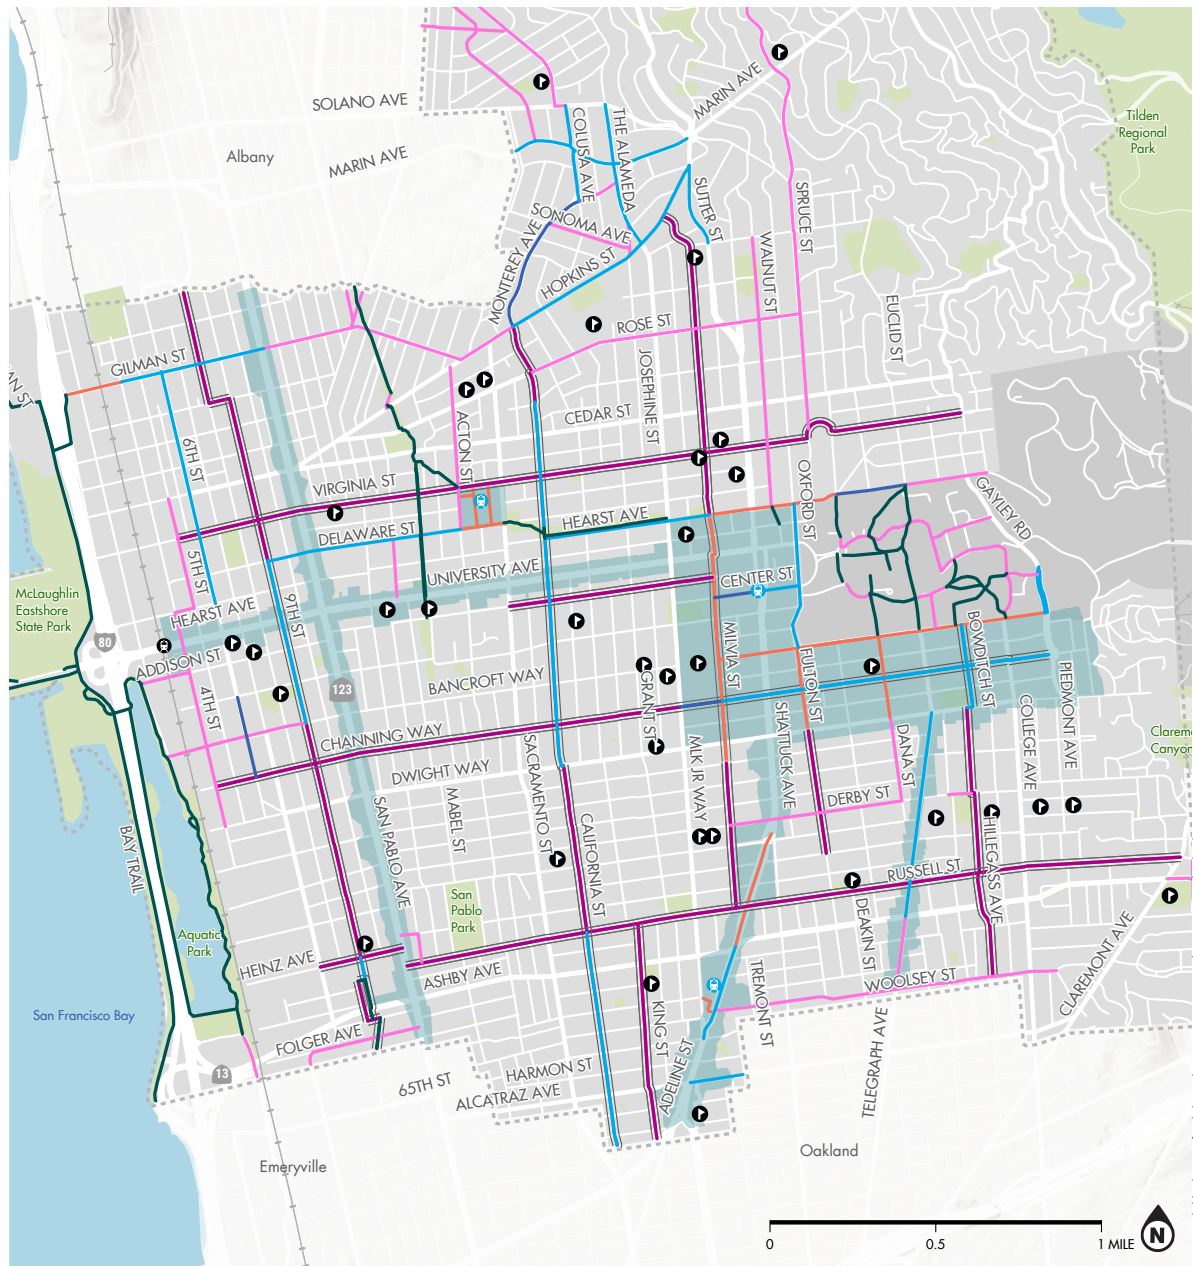 SOLANO AVE
MARIN AVE
Albany
MARIN AVE
COLUSA AVE
THE ALAMEDA
Tilden
Regional
Park
SUTTER ST
SPRUCE ST
SONOMA AVE
MONTEREY AVE
HOPKINS ST
WALNUT ST
EUCLID ST
ROSE ST
JOSEPHINE ST
GILMAN ST
N ST
CEDAR ST
ACTON ST
6TH ST
VIRGINIA ST
OXFORD ST
GAYLEY RD
HEARST AVE
DELAWARE ST
5TH ST
UNIVERSITY AVE
CENTER ST
McLaughlin
Eastshore
State Park
HEARST AVE
9TH ST
80
ADDISON ST
MILVIA ST
BOWDITCH ST
FULTON ST
GRANT ST
BANCROFT WAY
123
4TH ST
PIEDMONT AVE
COLLEGE AVE
SHATTUCK AVE
DANA ST
Clarem
Canyon
CHANNING WAY
SACRAMENTO ST
MLK JR WAY
DWIGHT WAY
MABEL ST
SAN PABLO AVE
DERBY ST
CALIFORNIA ST
BAY TRAIL
HILLEGASS AVE
RUSSELL ST
San
Pablo
Park
DEAKIN ST
Aquatic
Park
CLAREMONT AVE
HEINZ AVE
ASHBY AVE
TREMONT ST
WOOLSEY ST
San Francisco Bay
KING ST
FOLGER AVE
ADELINE ST
TELEGRAPH AVE
13
65TH ST
HARMON ST
ALCATRAZ AVE
Emeryville
Oakland
0
0.5
1 MILE
N